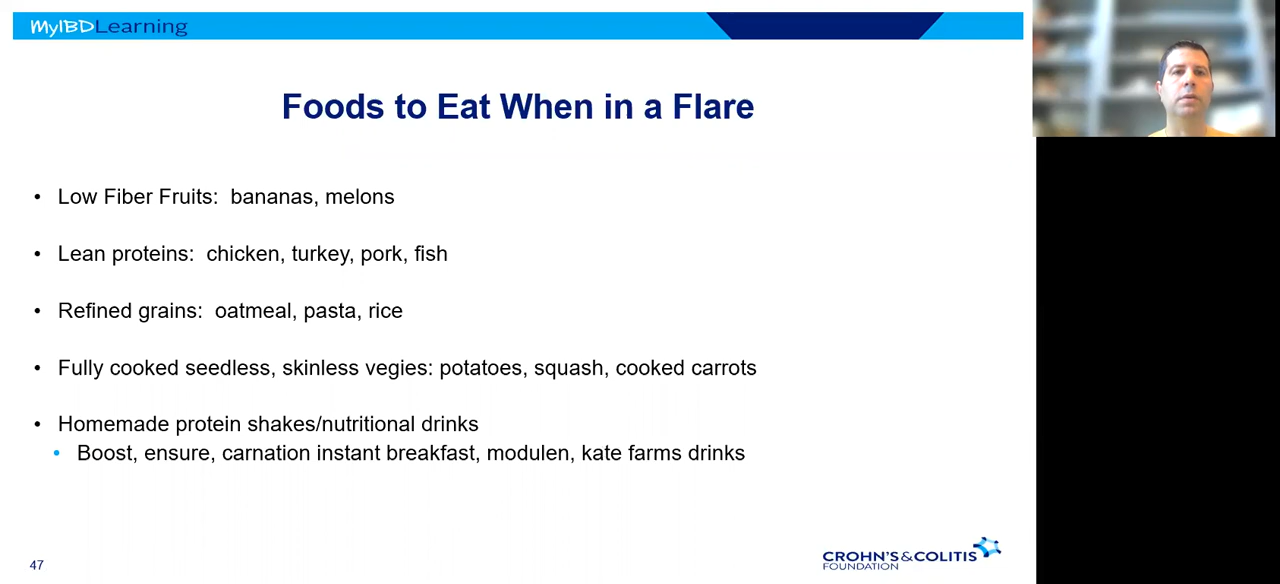 MyIBDLearning
Foods to Eat When in a Flare
• Low Fiber Fruits: bananas, melons
• Lean proteins: chicken, turkey, pork, fish
• Refined grains: oatmeal, pasta, rice
• Fully cooked seedless, skinless vegies: potatoes, squash, cooked carrots
• Homemade protein shakes/nutritional drinks
• Boost, ensure, carnation instant breakfast, modulen, kate farms drinks
47
CROHN'S&COLITIS
FOUNDATION